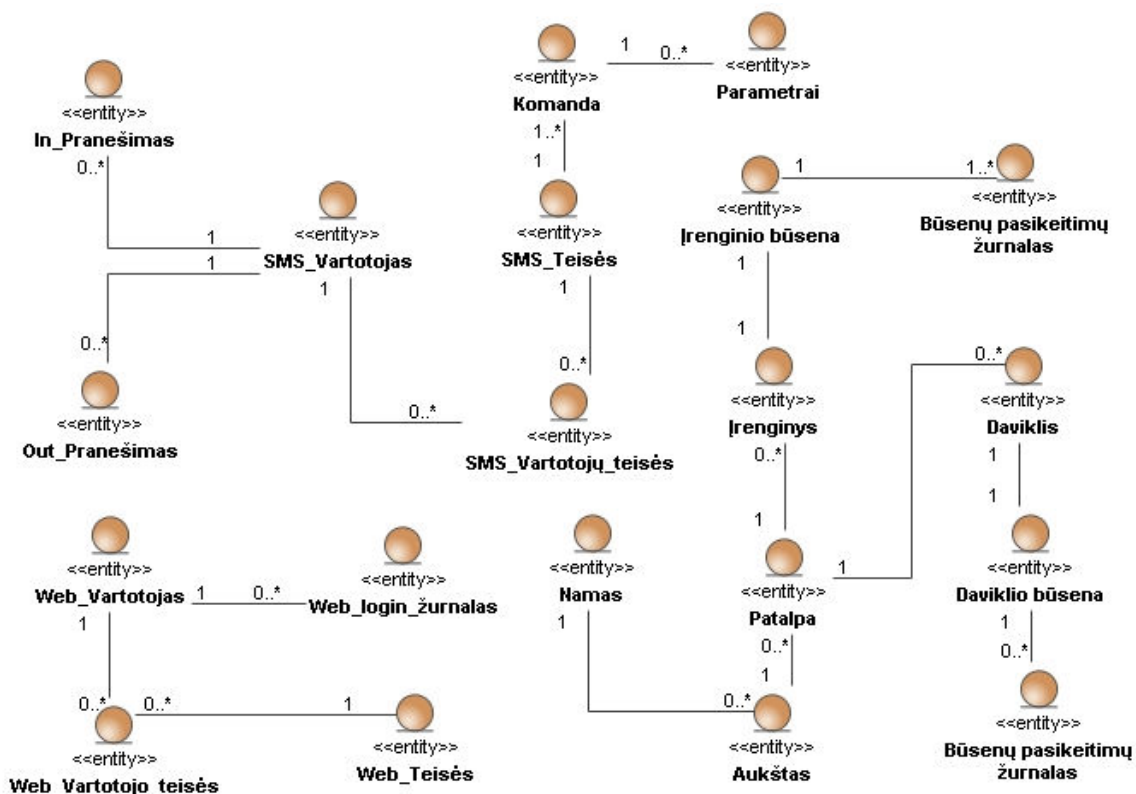 <<entity>>
In_Pranešimas
0..*
1
<<entity>>
SMS_Vartotojas
1
1
0..*
<<entity>>
Out_Pranešimas
0..*
<<entity>>
Komanda
1
0..*
<<entity>>
Parametrai
1..*
1
<<entity>>
SMS_Teisės
1
0..*
<<entity>>
SMS_Vartotojų_teisės
<<entity>>
Įrenginio būsena
1
1..*
<<entity>>
Būsenų pasikeitimų
žurnalas
1
1
<<entity>>
Įrenginys
0..*
1
<<entity>>
Patalpa
1
0..*
<<entity>>
Daviklis
1
1
<<entity>>
Daviklio būsena
1
0..*
<<entity>>
Būsenų pasikeitimų
žurnalas
0..*
1
<<entity>>
Aukštas
<<entity>>
Namas
1
0..*
<<entity>>
Web_Vartotojas
1
0..*
<<entity>>
Web_login_žurnalas
1
0..*
0..*
1
<<entity>>
Web_Vartotojo_teisės
<<entity>>
Web_Teisės